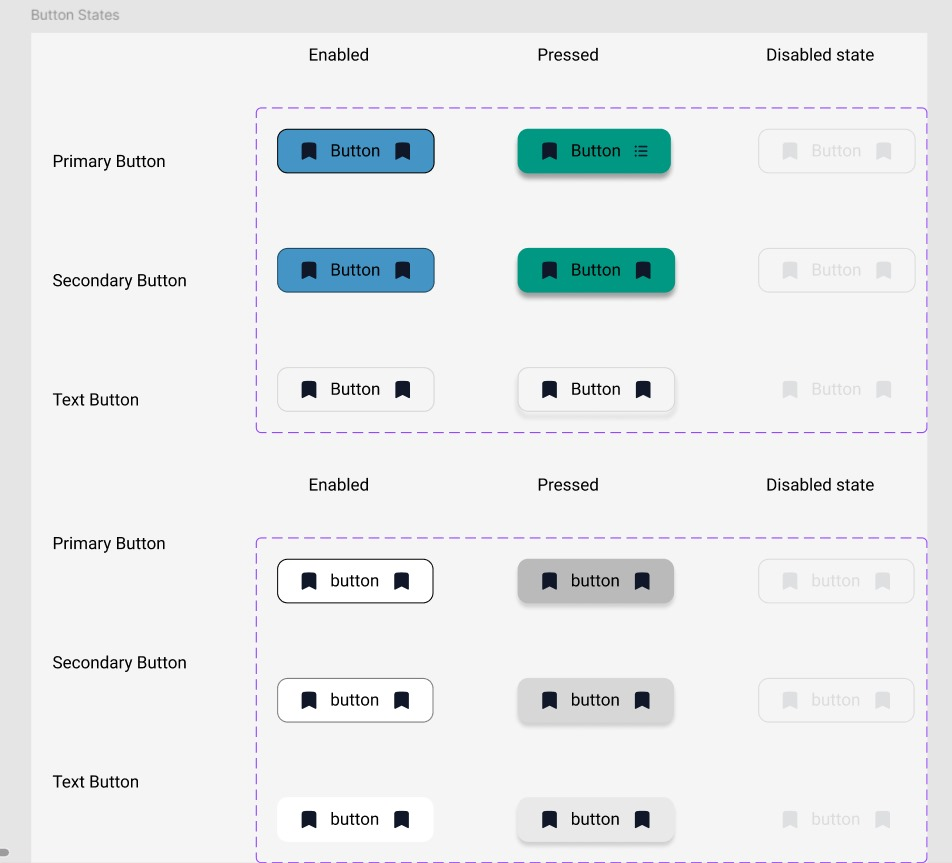 Button States
Enabled Pressed Disabled state
Primary Button Button Button Button
Secondary Button Button Button Button
Text Button Button Button Button
Enabled Pressed Disabled state
Primary Button button button button
Secondary Button button button button
Text Button button button button